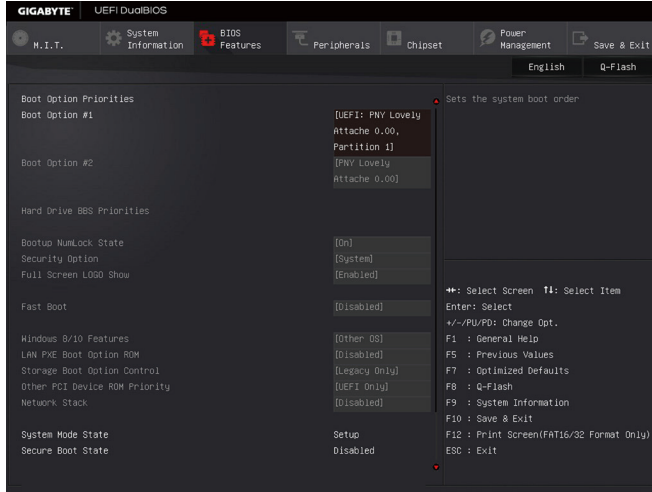 GIGABYTE™ UEFI DualBIOS
M.I.T. System Information BIOS Features Peripherals Chipset Power Management Save & Exit
English Q-Flash
Boot Option Priorities
Boot Option #1 [UEFI: PNY Lovely
Attache 0.00,
Partition 1]
Boot Option #2 [PNY Lovely
Attache 0.00]
Hard Drive BBS Priorities
Bootup NumLock State [On]
Security Option [System]
Full Screen LOGO Show [Enabled]
Fast Boot [Disabled]
Windows 8/10 Features [Other OS]
LAN PXE Boot Option ROM [Disabled]
Storage Boot Option Control [Legacy Only]
Other PCI Device ROM Priority [UEFI Only]
Network Stack [Disabled]
System Mode State Setup
Secure Boot State Disabled
Sets the system boot order
→←: Select Screen ↑↓: Select Item
Enter: Select
+/-/PU/PD: Change Opt.
F1 : General Help
F5 : Previous Values
F7 : Optimized Defaults
F8 : Q-Flash
F9 : System Information
F10 : Save & Exit
F12 : Print Screen(FAT16/32 Format Only)
ESC : Exit